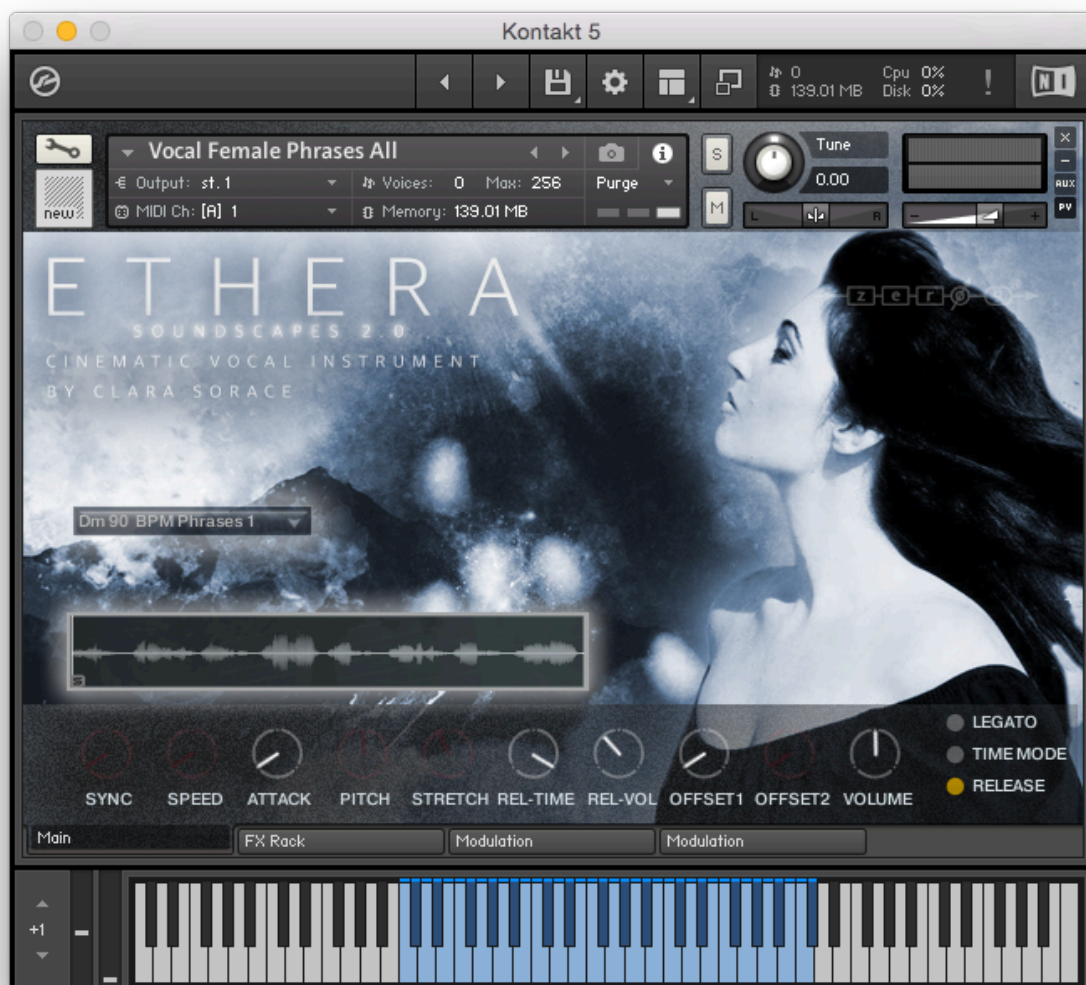 Kontakt 5
0
139.01 MB
Cpu 0%
Disk 0%
!
NI
new
Vocal Female Phrases All
i
Output: st. 1
Voices: 0 Max: 256
Purge
MIDI Ch: [A] 1
Memory: 139.01 MB
S
M
Tune
0.00
L
R
-
+
X
-
AUX
PV
ETHERA
SOUNDSCAPES 2.0
CINEMATIC VOCAL INSTRUMENT
BY CLARA SORACE
Dm 90 BPM Phrases 1
S
SYNC SPEED ATTACK PITCH STRETCH REL-TIME REL-VOL OFFSET1 OFFSET2 VOLUME
LEGATO
TIME MODE
RELEASE
Main
FX Rack
Modulation
Modulation
+1